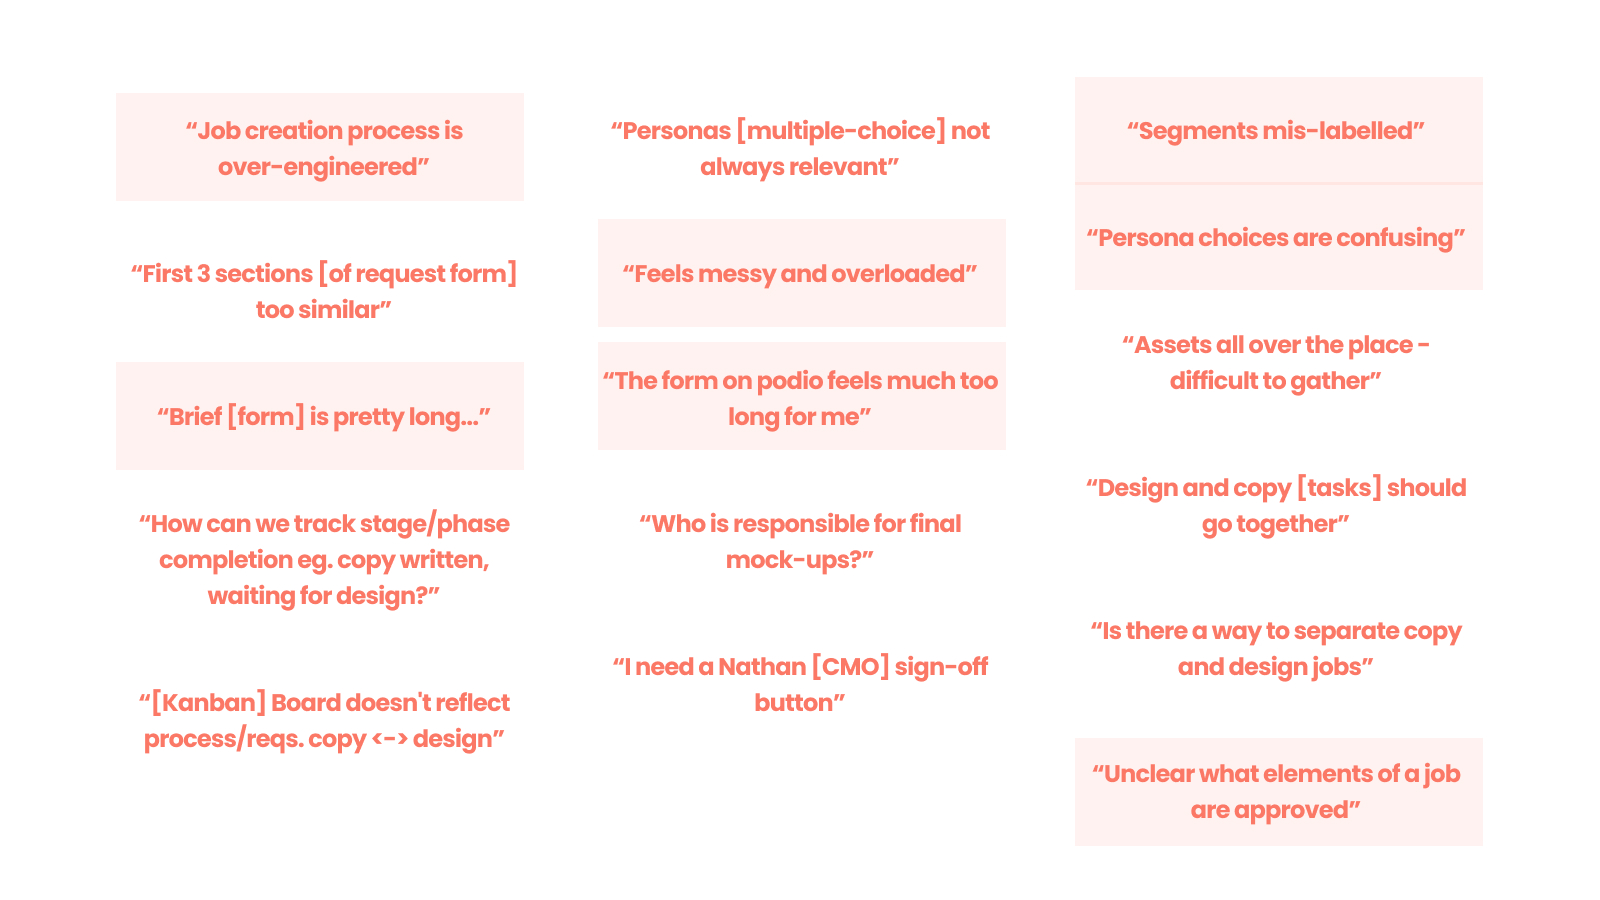 “Job creation process is
over-engineered”
“First 3 sections [of request form]
too similar”
“Brief [form] is pretty long...”
“How can we track stage/phase
completion eg. copy written,
waiting for design?”
“[Kanban] Board doesn't reflect
process/reqs. copy <-> design”
“Personas [multiple-choice] not
always relevant”
“Feels messy and overloaded”
“The form on podio feels much too
long for me”
“Who is responsible for final
mock-ups?”
“I need a Nathan [CMO] sign-off
button”
“Segments mis-labelled”
“Persona choices are confusing”
“Assets all over the place -
difficult to gather”
“Design and copy [tasks] should
go together”
“Is there a way to separate copy
and design jobs”
“Unclear what elements of a job
are approved”